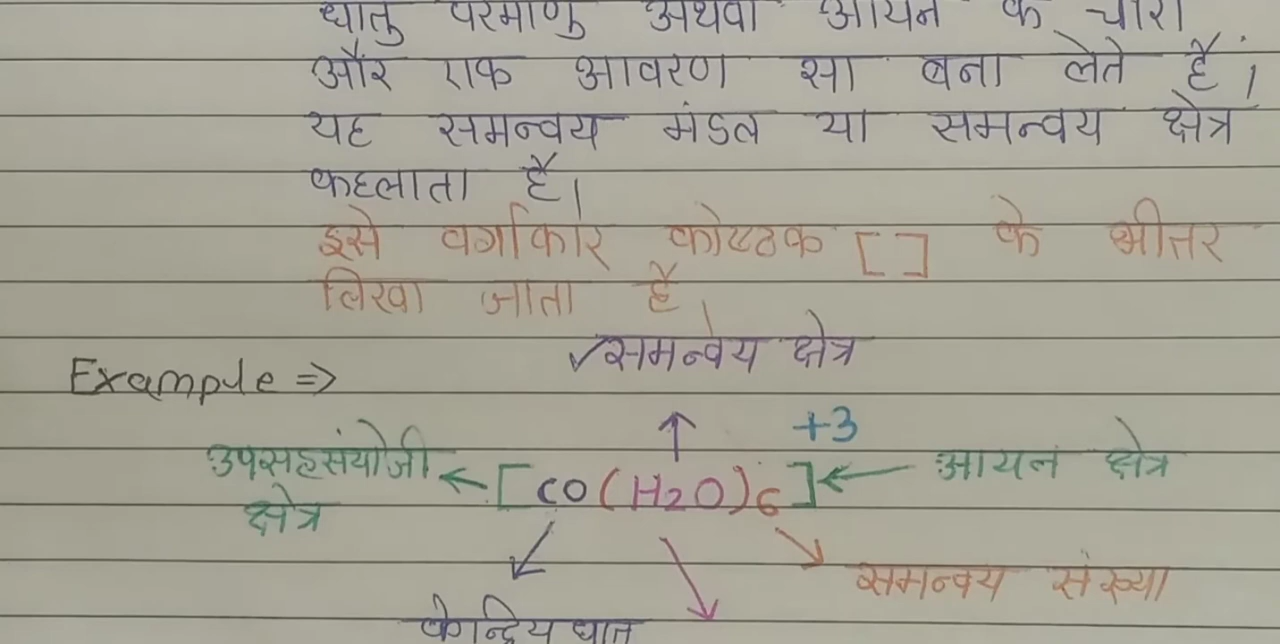 धातु परमाणु अथवा आयन के चारो
और एक आवरण सा बना लेते हैं।
यह समन्वय मंडल या समन्वय क्षेत्र
कहलाता है।
इसे वर्गाकार कोष्ठक [ ] के भीतर
लिखा जाता है।
✓समन्वय क्षेत्र
Example ⇒
↑ +3
उपसहसंयोजी ← [CO(H2O)6] ← आयन क्षेत्र
क्षेत्र
समन्वय संख्या
केन्द्रिय धातु